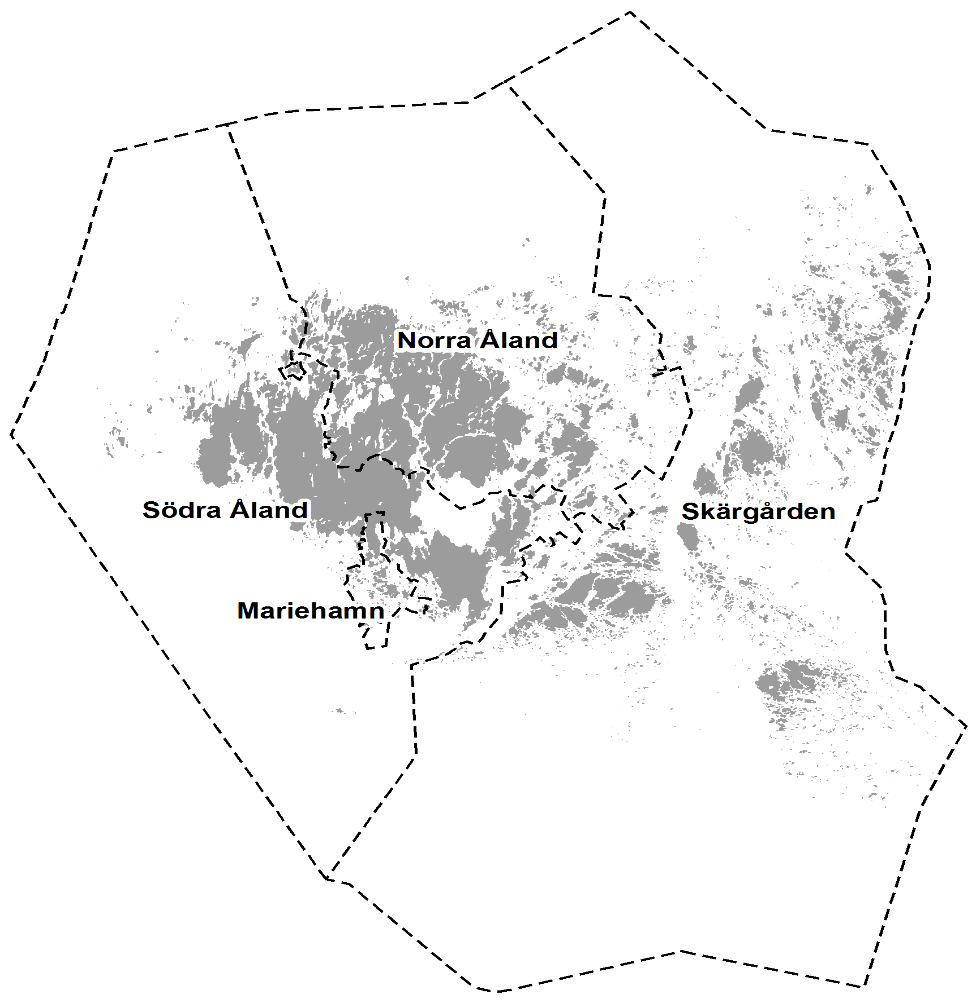 Norra Åland
Södra Åland
Skärgården
Mariehamn